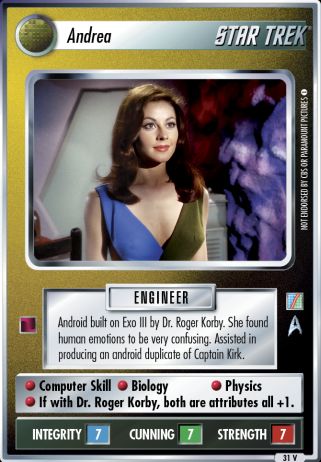 Andrea
STAR TREK
NOT ENDORSED BY CBS OR PARAMOUNT PICTURES
ENGINEER
Android built on Exo III by Dr. Roger Korby. She found
human emotions to be very confusing. Assisted in
producing an android duplicate of
Captain Kirk.
Computer Skill Biology Physics
If with Dr. Roger Korby, both are attributes all +1.
INTEGRITY 7 CUNNING 7 STRENGTH 7
31 V